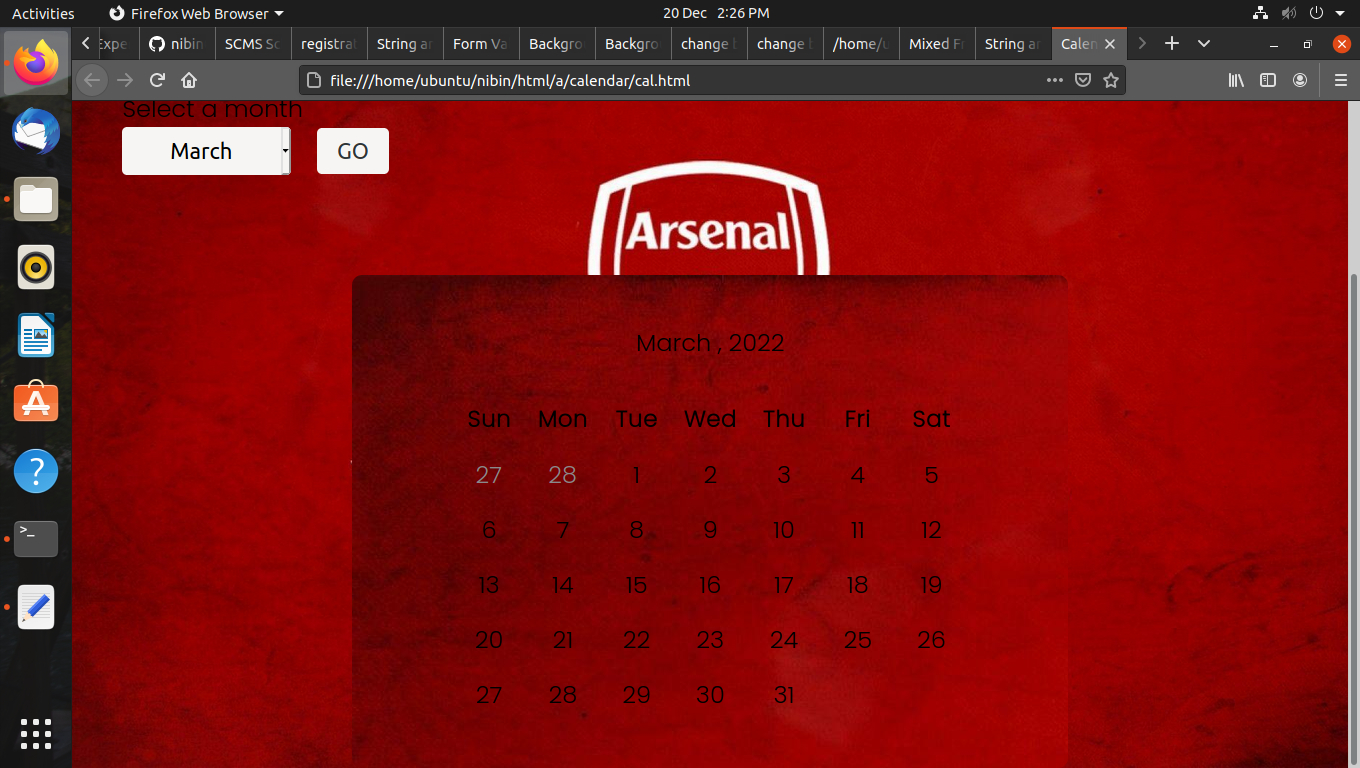 Activities Firefox Web Browser 20 Dec 2:26 PM
Expe nibin SCMS Sc registrat String an Form Va Backgro Backgro change b change b /home/u Mixed Fr String an Calen
file:///home/ubuntu/nibin/html/a/calendar/cal.html
Select a month
March GO
Arsenal
March , 2022
Sun Mon Tue Wed Thu Fri Sat
27 28 1 2 3 4 5
6 7 8 9 10 11 12
13 14 15 16 17 18 19
20 21 22 23 24 25 26
27 28 29 30 31